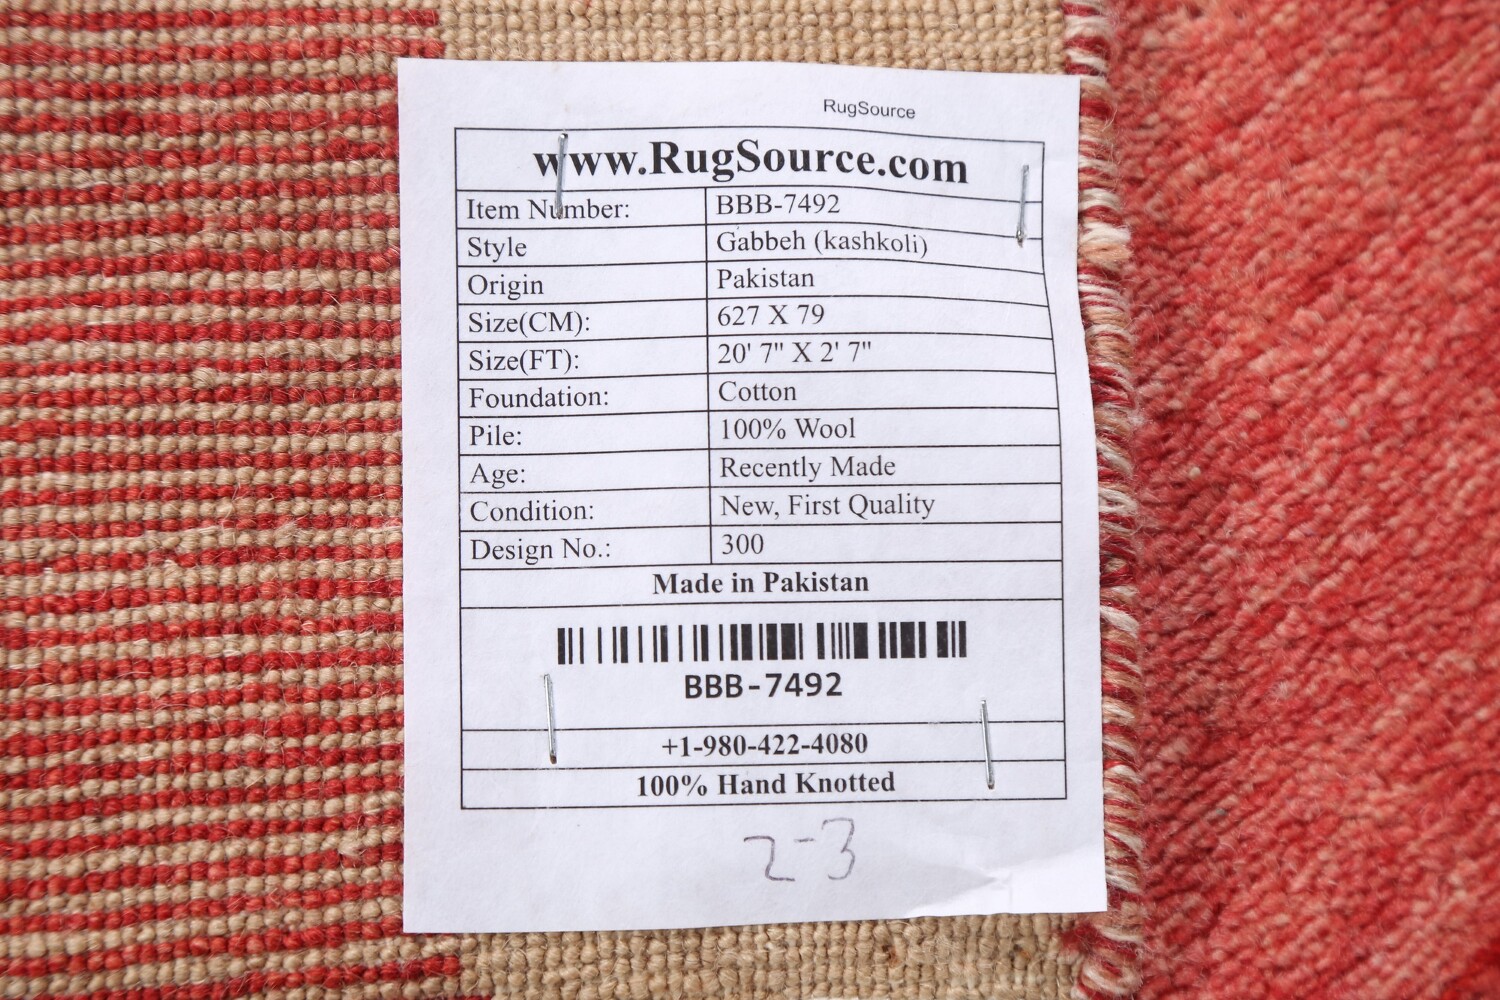 RugSource
www.RugSource.com
Item Number: BBB-7492
Style Gabbeh (kashkoli)
Origin Pakistan
Size(CM): 627 X 79
Size(FT): 20' 7" X 2' 7"
Foundation: Cotton
Pile: 100% Wool
Age: Recently Made
Condition: New, First Quality
Design No.: 300
Made in Pakistan
BBB-7492
+1-980-422-4080
100% Hand Knotted
2-3